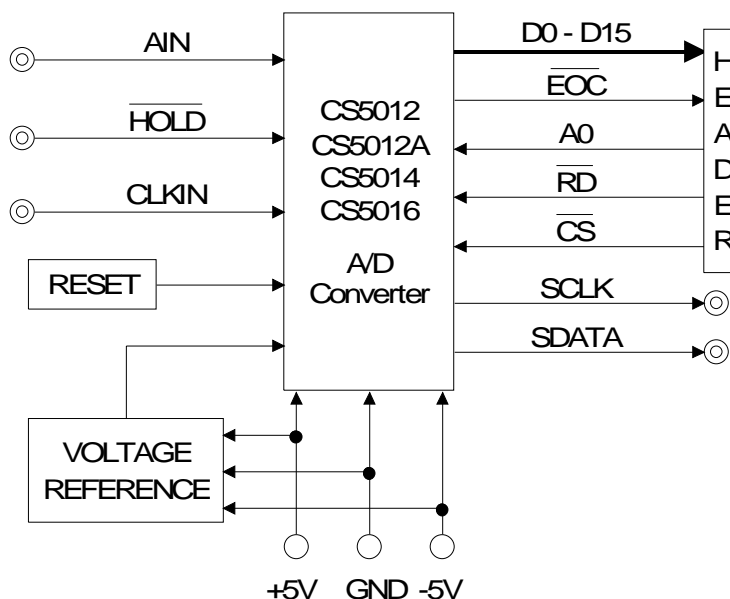 AIN
HOLD
CLKIN
RESET
VOLTAGE
REFERENCE
CS5012
CS5012A
CS5014
CS5016
A/D
Converter
D0 - D15
EOC
A0
RD
CS
SCLK
SDATA
HEADER
+5V GND -5V